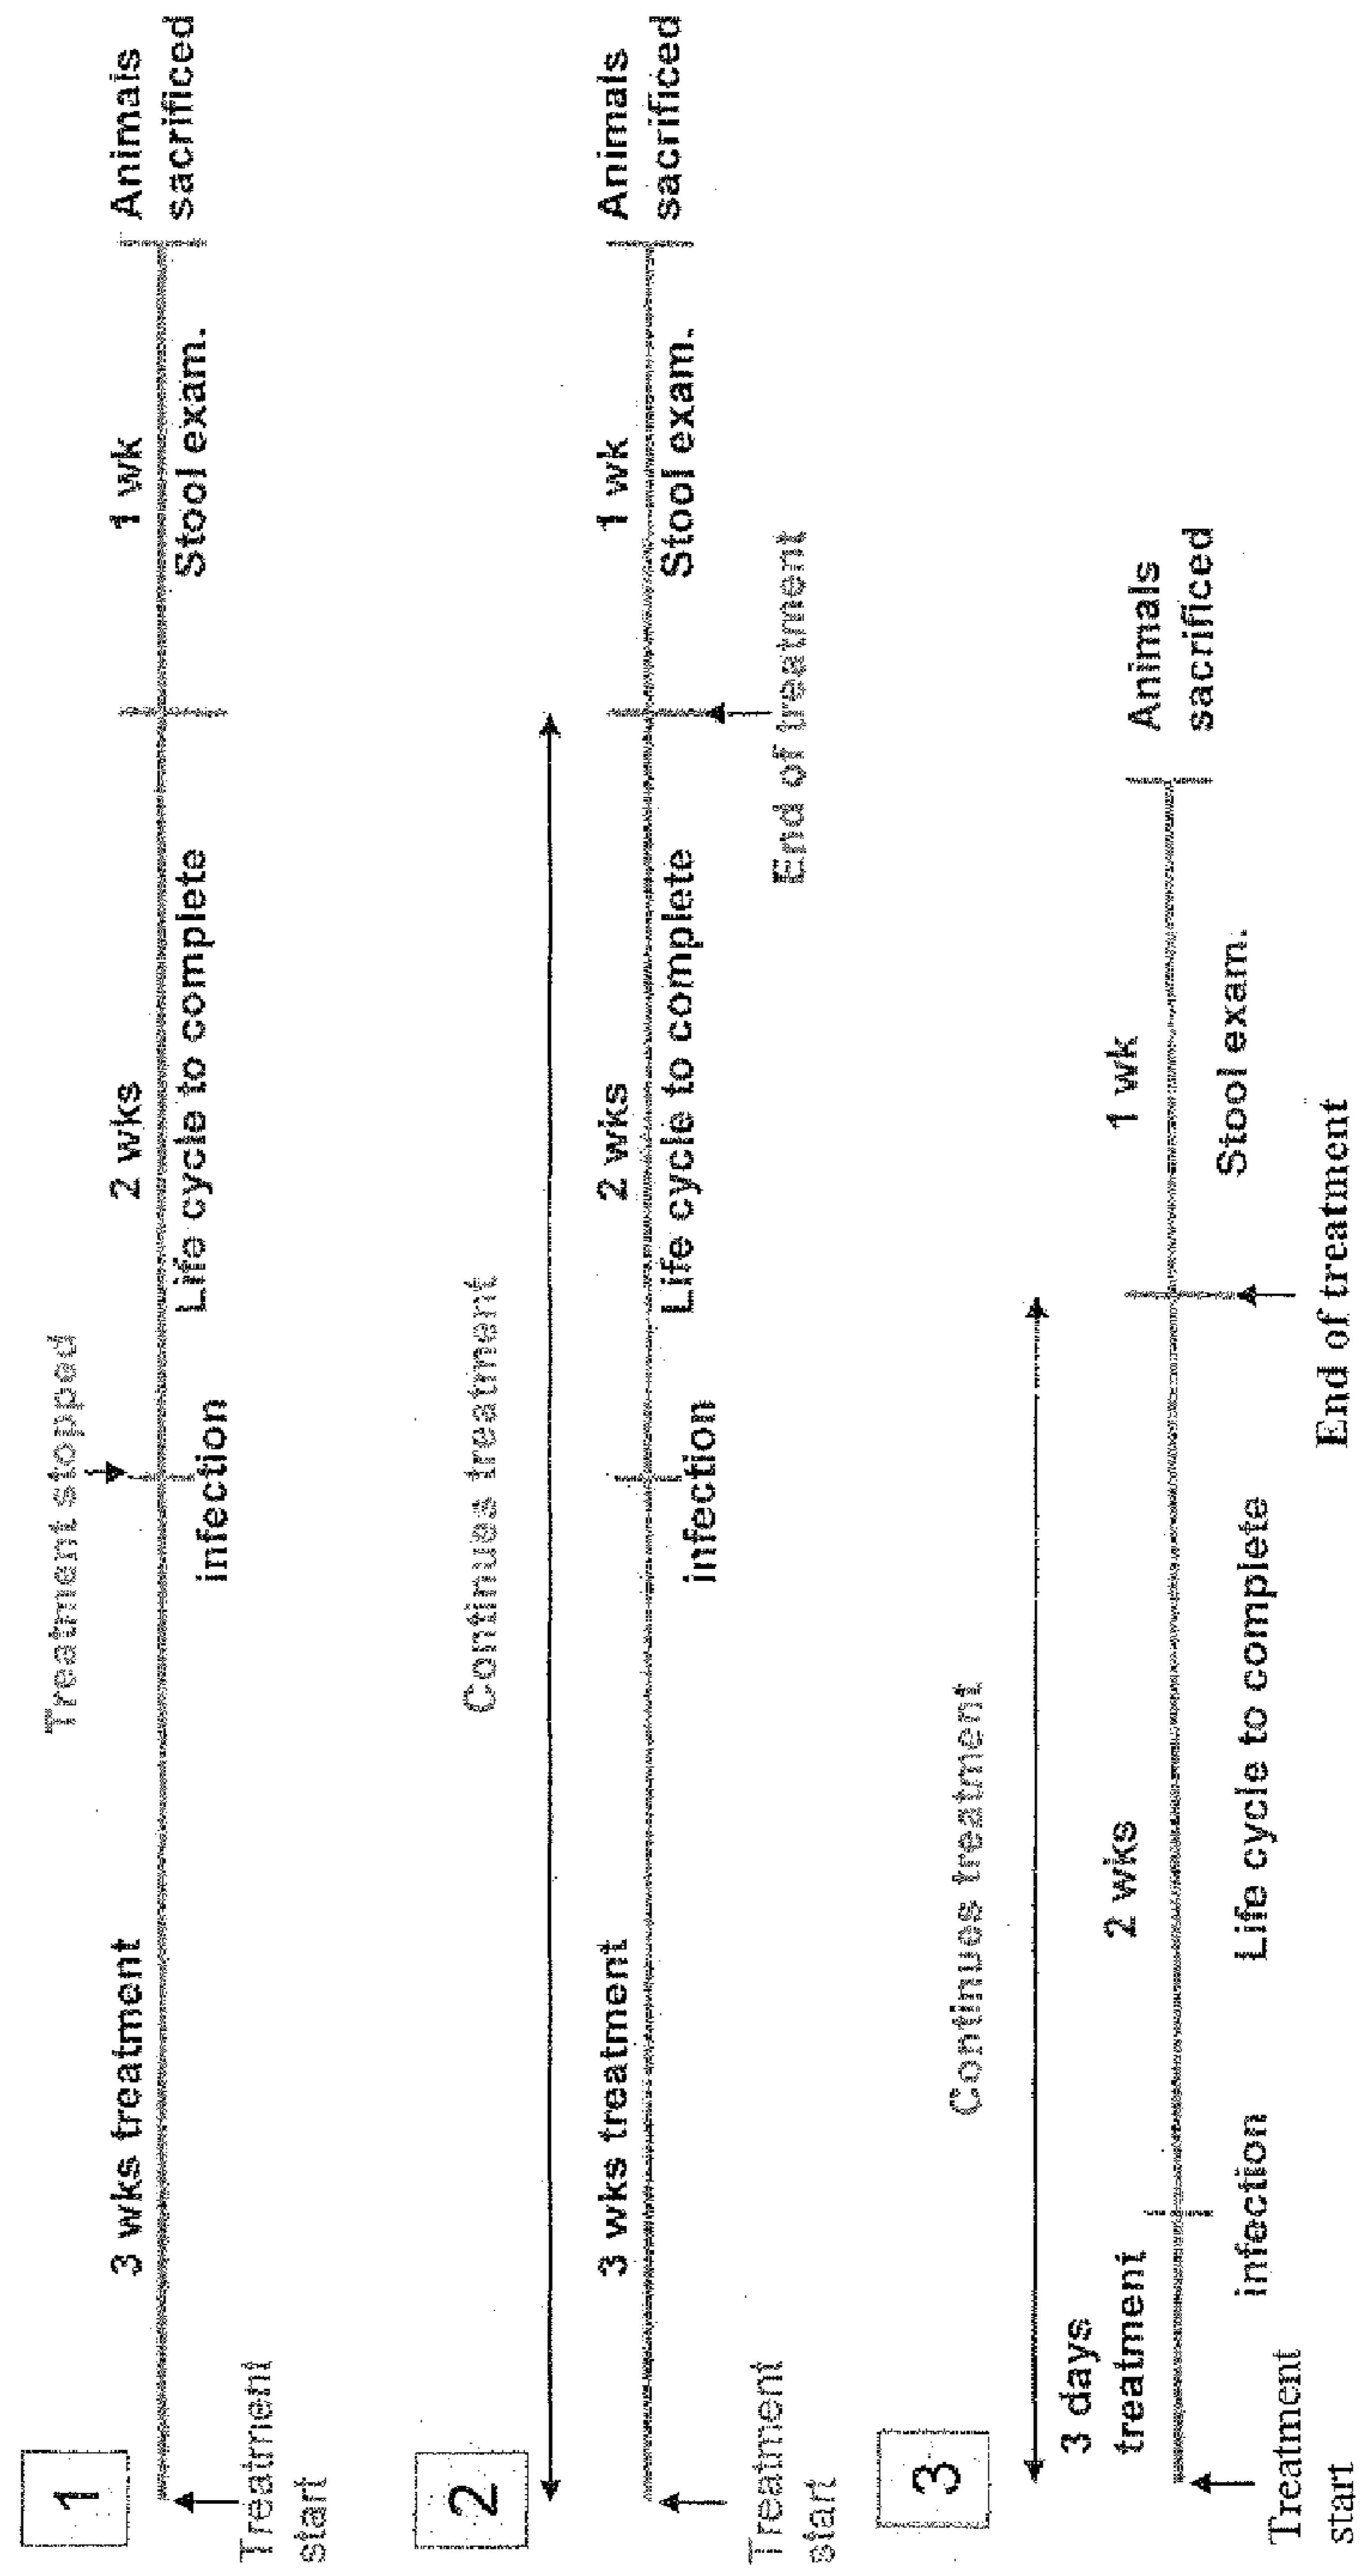 1
Treatment stopped
3 wks treatment
2 wks
1 wk
Animals
sacrificed
infection
Life cycle to complete
Stool exam.
Treatment
start
2
Continues treatment
3 wks treatment
2 wks
1 wk
Animals
sacrificed
infection
Life cycle to complete
Stool exam.
Treatment
start
End of treatment
3
Continues treatment
3 days
treatment
2 wks
1 wk
Animals
sacrificed
infection
Life cycle to complete
Stool exam.
Treatment
start
End of treatment